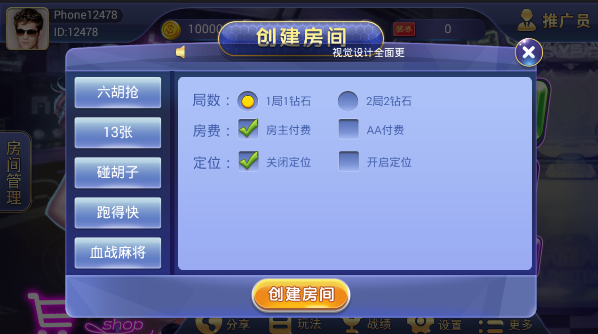 Phone12478
ID:12478
10000
奖券
0
推广员
创建房间
视觉设计全面更
六胡抢
13张
碰胡子
跑得快
血战麻将
局数：
1局1钻石
2局2钻石
房费：
房主付费
AA付费
定位：
关闭定位
开启定位
房间管理
创建房间
shop
分享
玩法
战绩
设置
更多